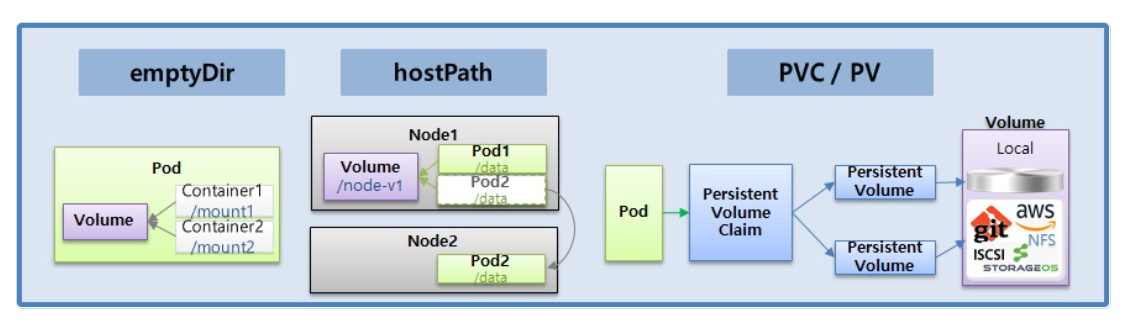 emptyDir
Pod
Volume
Container1
/mount1
Container2
/mount2
hostPath
Node1
Volume
/node-v1
Pod1
/data
Pod2
/data
Node2
Pod2
/data
PVC / PV
Pod
Persistent
Volume
Claim
Persistent
Volume
Persistent
Volume
Volume
Local
git
aws
NFS
ISCSI
STORAGEOS